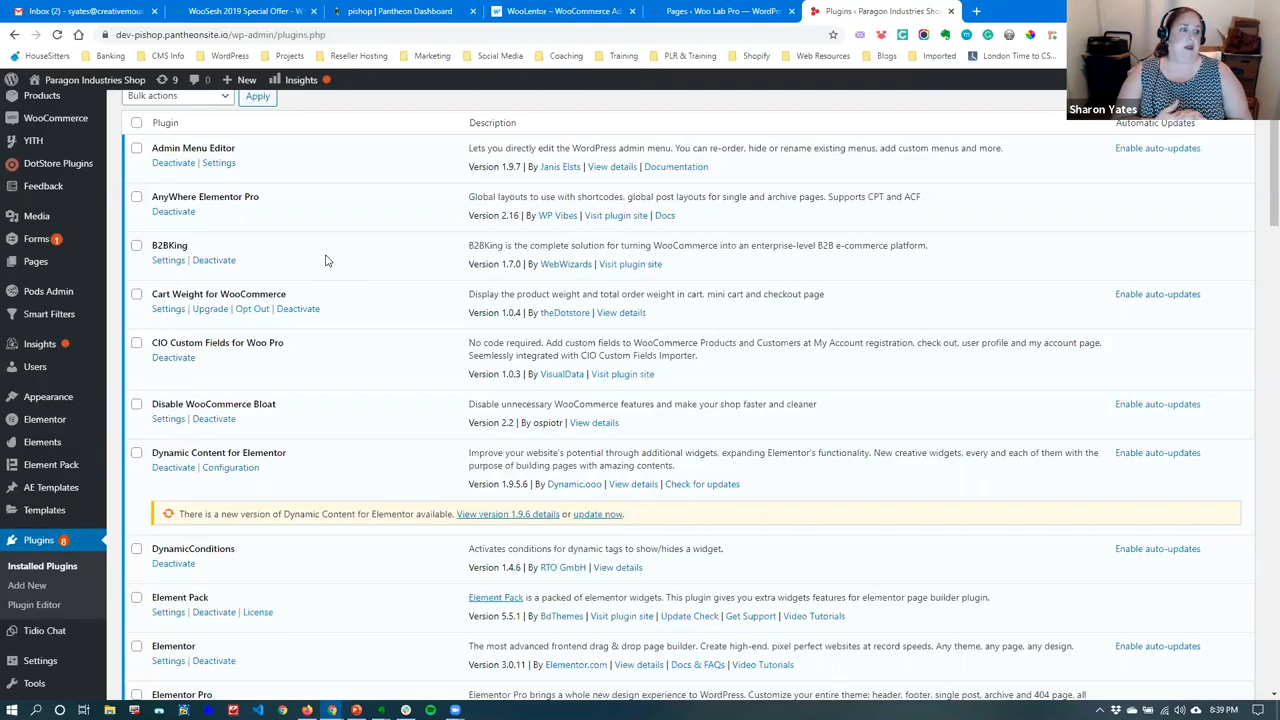 Inbox (3) - syates@creativemous
WooSesh 2019 Special Offer - W
pishop | Pantheon Dashboard
WooLentor – WooCommerce Ad
Pages ‹ Woo Lab Pro — WordPr
Plugins ‹ Paragon Industries Sho
dev-pishop.pantheonsite.io/wp-admin/plugins.php
HouseSitters
Banking
CMS Info
WordPress
Projects
Reseller Hosting
Marketing
Social Media
Coaching
Training
PLR & Training
Shopify
Web Resources
Blogs
Imported
London Time to CS...
Paragon Industries Shop
9
0
New
Insights
Sharon Yates
Products
WooCommerce
YITH
DotStore Plugins
Feedback
Media
Forms 1
Pages
Pods Admin
Smart Filters
Insights
Users
Appearance
Elementor
Elements
Element Pack
AE Templates
Templates
Plugins 8
Installed Plugins
Add New
Plugin Editor
Tidio Chat
Settings
Tools
Bulk actions
Apply
Plugin
Description
Automatic Updates
Admin Menu Editor
Deactivate | Settings
Lets you directly edit the WordPress admin menu. You can re-order, hide or rename existing menus, add custom menus and more.
Version 1.9.7 | By Janis Elsts | View details | Documentation
Enable auto-updates
AnyWhere Elementor Pro
Deactivate
Global layouts to use with shortcodes, global post layouts for single and archive pages. Supports CPT and ACF
Version 2.16 | By WP Vibes | Visit plugin site | Docs
B2BKing
Settings | Deactivate
B2BKing is the complete solution for turning WooCommerce into an enterprise-level B2B e-commerce platform.
Version 1.7.0 | By WebWizards | Visit plugin site
Cart Weight for WooCommerce
Settings | Upgrade | Opt Out | Deactivate
Display the product weight and total order weight in cart, mini cart and checkout page
Version 1.0.4 | By theDotstore | View details
Enable auto-updates
CIO Custom Fields for Woo Pro
Deactivate
No code required. Add custom fields to WooCommerce Products and Customers at My Account registration, check out, user profile and my account page.
Seemlessly integrated with CIO Custom Fields Importer.
Version 1.0.3 | By VisualData | Visit plugin site
Disable WooCommerce Bloat
Settings | Deactivate
Disable unnecessary WooCommerce features and make your shop faster and cleaner
Version 2.2 | By ospiotr | View details
Enable auto-updates
Dynamic Content for Elementor
Deactivate | Configuration
Improve your website's potential through additional widgets, expanding Elementor's functionality. New creative widgets, every and each of them with the
purpose of building pages with amazing contents.
Version 1.9.5.6 | By Dynamic.ooo | View details | Check for updates
Enable auto-updates
There is a new version of Dynamic Content for Elementor available. View version 1.9.6 details or update now.
DynamicConditions
Deactivate
Activates conditions for dynamic tags to show/hides a widget.
Version 1.4.6 | By RTO GmbH | View details
Enable auto-updates
Element Pack
Settings | Deactivate | License
Element Pack is a packed of elementor widgets. This plugin gives you extra widgets features for elementor page builder plugin.
Version 5.5.1 | By BdThemes | Visit plugin site | Update Check | Get Support | Video Tutorials
Elementor
Settings | Deactivate
The most advanced frontend drag & drop page builder. Create high-end, pixel perfect websites at record speeds. Any theme, any page, any design.
Version 3.0.11 | By Elementor.com | View details | Docs & FAQs | Video Tutorials
Enable auto-updates
Elementor Pro
Elementor Pro brings a whole new design experience to WordPress. Customize your entire theme: header, footer, single post, archive and 404 page, all
8:39 PM